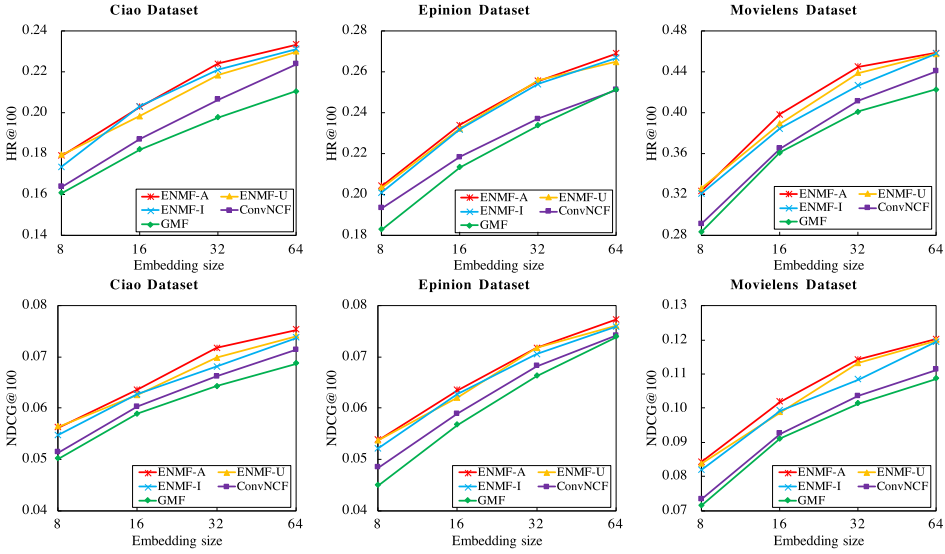 Ciao Dataset
0.24
0.22
0.20
0.18
0.16
0.14
HR@100
8 16 32 64
Embedding size
ENMF-A ENMF-U
ENMF-I ConvNCF
GMF
Epinion Dataset
0.28
0.26
0.24
0.22
0.20
0.18
HR@100
8 16 32 64
Embedding size
ENMF-A ENMF-U
ENMF-I ConvNCF
GMF
Movielens Dataset
0.48
0.44
0.40
0.36
0.32
0.28
HR@100
8 16 32 64
Embedding size
ENMF-A ENMF-U
ENMF-I ConvNCF
GMF
Ciao Dataset
0.08
0.07
0.06
0.05
0.04
NDCG@100
8 16 32 64
Embedding size
ENMF-A ENMF-U
ENMF-I ConvNCF
GMF
Epinion Dataset
0.08
0.07
0.06
0.05
0.04
NDCG@100
8 16 32 64
Embedding size
ENMF-A ENMF-U
ENMF-I ConvNCF
GMF
Movielens Dataset
0.13
0.12
0.11
0.10
0.09
0.08
0.07
NDCG@100
8 16 32 64
Embedding size
ENMF-A ENMF-U
ENMF-I ConvNCF
GMF